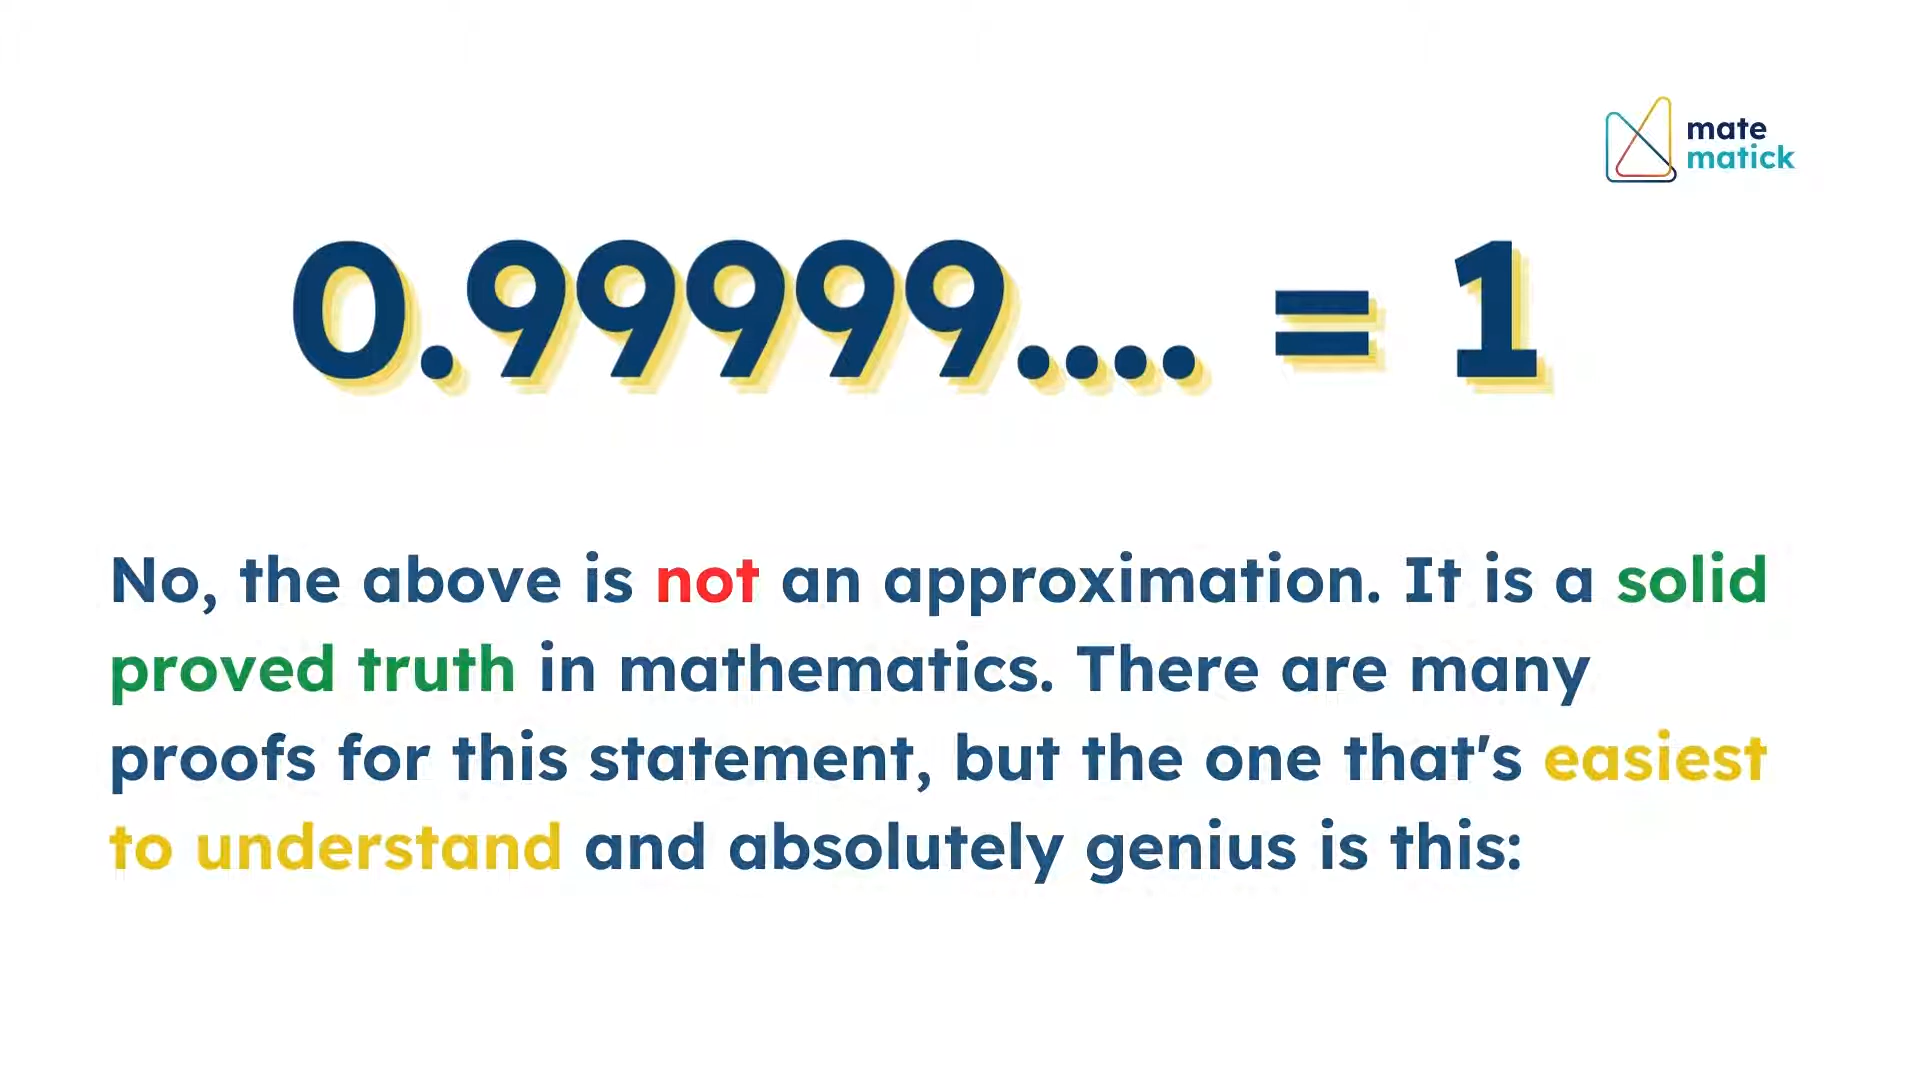 mate
matick
0.99999.... = 1
No, the above is not an approximation. It is a solid
proved truth in mathematics. There are many
proofs for this statement, but the one that's easiest
to understand and absolutely genius is this: